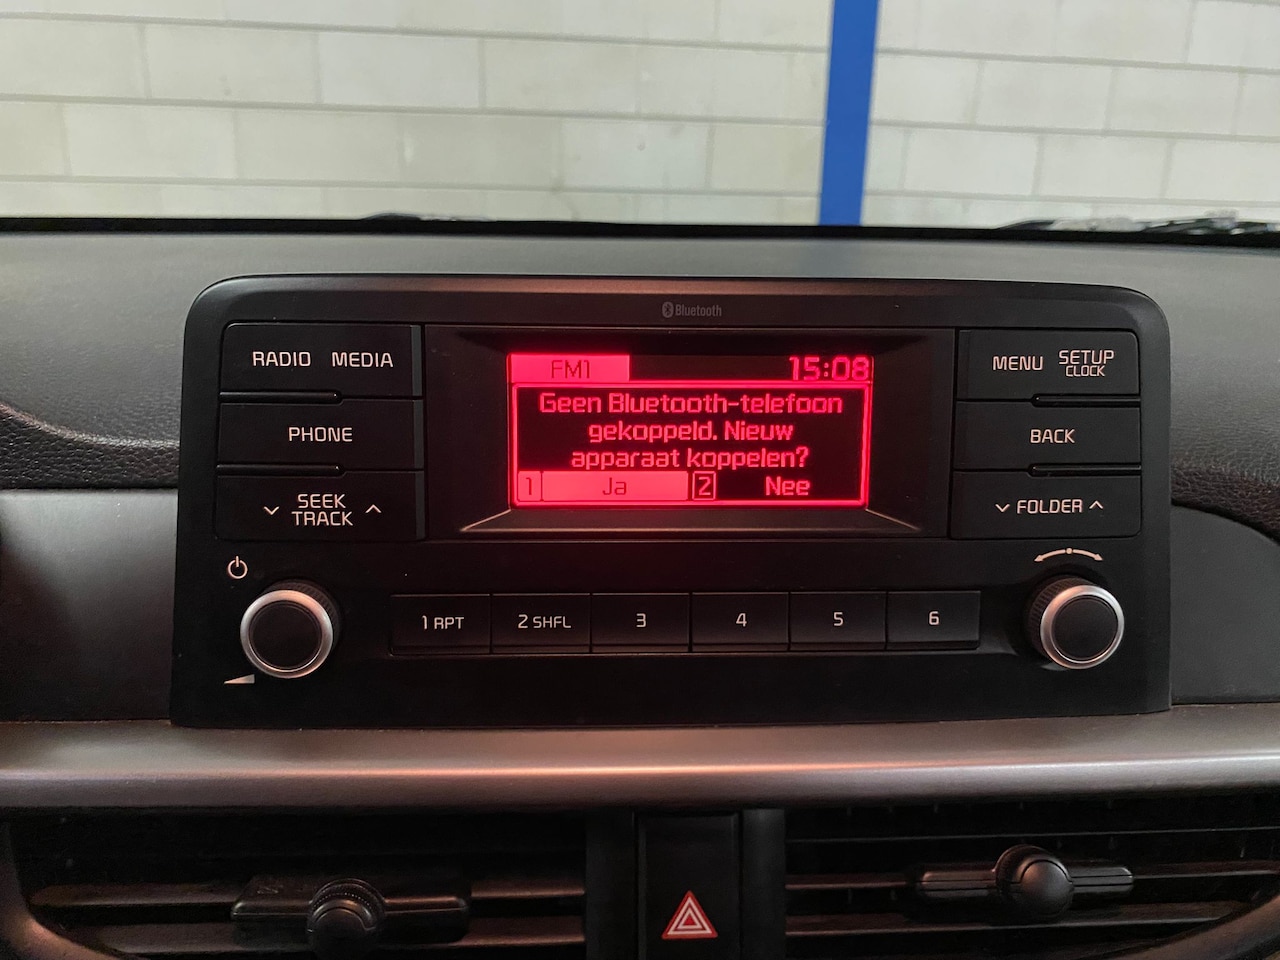 Bluetooth
RADIO MEDIA
PHONE
SEEK
TRACK
FM1 15:08
Geen Bluetooth-telefoon
gekoppeld. Nieuw
apparaat koppelen?
1 Ja 2 Nee
MENU SETUP
CLOCK
BACK
FOLDER
1 RPT 2 SHFL 3 4 5 6